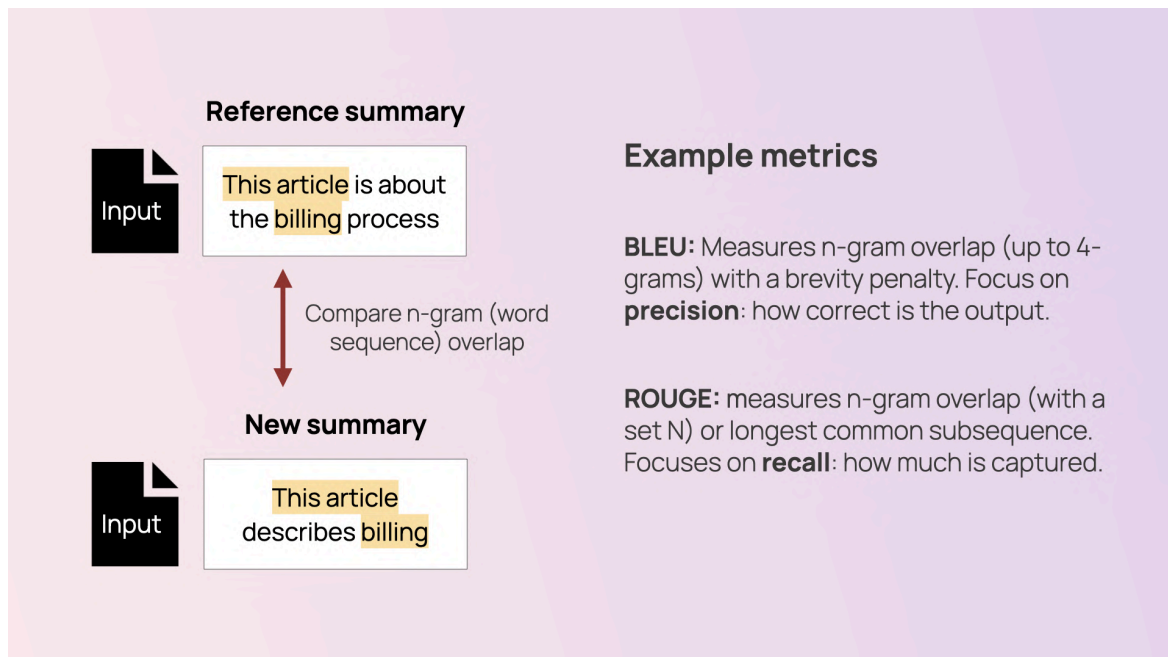 Reference summary
Input
This article is about
the billing process
Compare n-gram (word
sequence) overlap
New summary
Input
This article
describes billing
Example metrics
BLEU: Measures n-gram overlap (up to 4-
grams) with a brevity penalty. Focus on
precision: how correct is the output.
ROUGE: measures n-gram overlap (with a
set N) or longest common subsequence.
Focuses on recall: how much is captured.